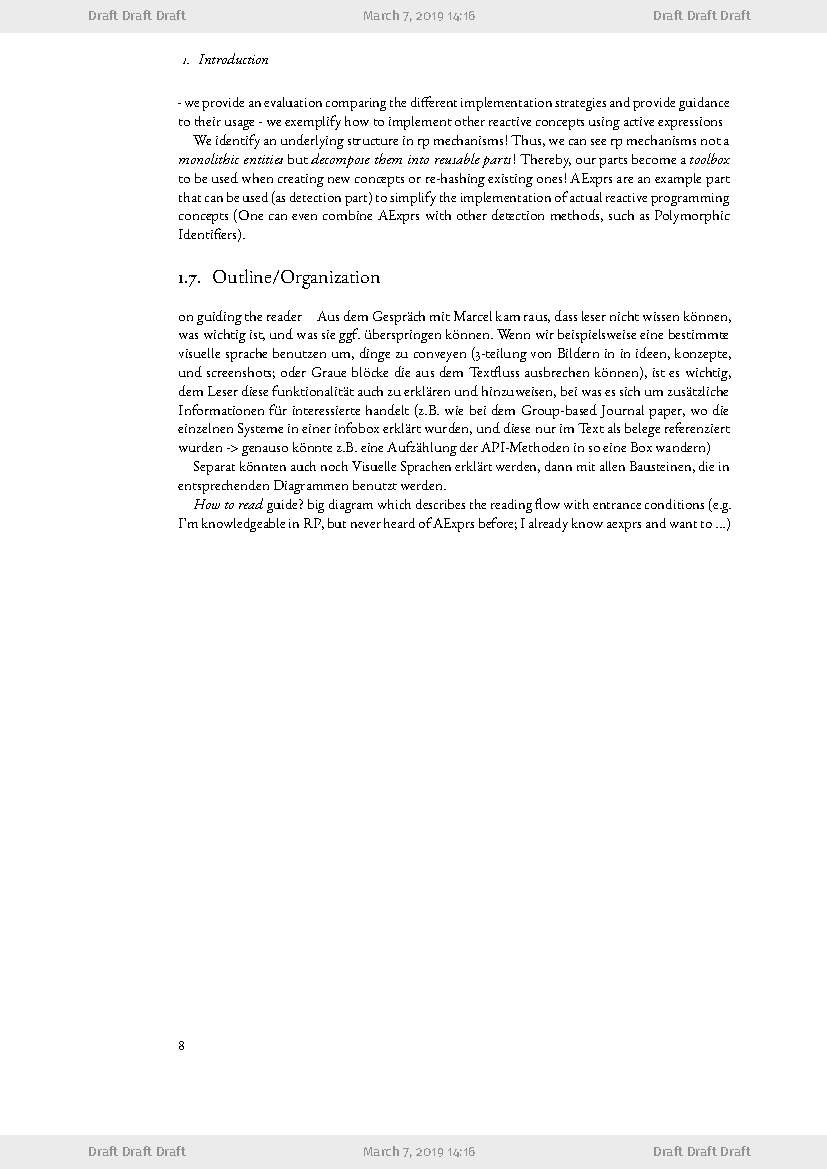 Draft Draft Draft March 7, 2019 14:16 Draft Draft Draft
1. Introduction
- we provide an evaluation comparing the different implementation strategies and provide guidance
to their usage - we exemplify how to implement other reactive concepts using active expressions
We identify an underlying structure in rp mechanisms! Thus, we can see rp mechanisms not a
monolithic entities but decompose them into reusable parts! Thereby, our parts become a toolbox
to be used when creating new concepts or re-hashing existing ones! AExprs are an example part
that can be used (as detection part) to simplify the implementation of actual reactive programming
concepts (One can even combine AExprs with other detection methods, such as Polymorphic
Identifiers).
1.7. Outline/Organization
on guiding the reader Aus dem Gespräch mit Marcel kam raus, dass leser nicht wissen können,
was wichtig ist, und was sie ggf. überspringen können. Wenn wir beispielsweise eine bestimmte
visuelle sprache benutzen um, dinge zu conveyen (3-teilung von Bildern in in ideen, konzepte,
und screenshots; oder Graue blöcke die aus dem Textfluss ausbrechen können), ist es wichtig,
dem Leser diese funktionalität auch zu erklären und hinzuweisen, bei was es sich um zusätzliche
Informationen für interessierte handelt (z.B. wie bei dem Group-based Journal paper, wo die
einzelnen Systeme in einer infobox erklärt wurden, und diese nur im Text als belege referenziert
wurden -> genauso könnte z.B. eine Aufzählung der API-Methoden in so eine Box wandern)
Separat könnten auch noch Visuelle Sprachen erklärt werden, dann mit allen Bausteinen, die in
entsprechenden Diagrammen benutzt werden.
How to read guide? big diagram which describes the reading flow with entrance conditions (e.g.
I'm knowledgeable in RP, but never heard of AExprs before; I already know aexprs and want to ...)
8
Draft Draft Draft March 7, 2019 14:16 Draft Draft Draft